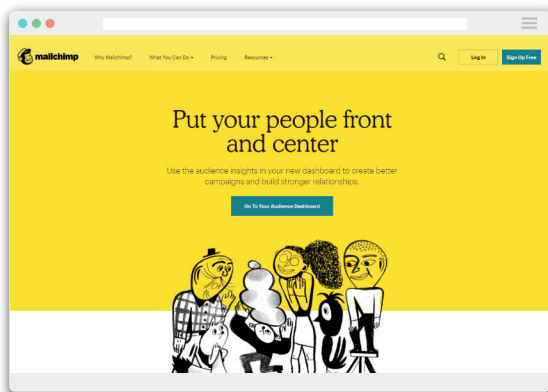 mailchimp
Why Mailchimp?
What You Can Do
Pricing
Resources
Log In
Sign Up Free
Put your people front
and center
Use the audience insights in your new dashboard to create better
campaigns and build stronger relationships.
Go To Your Audience Dashboard